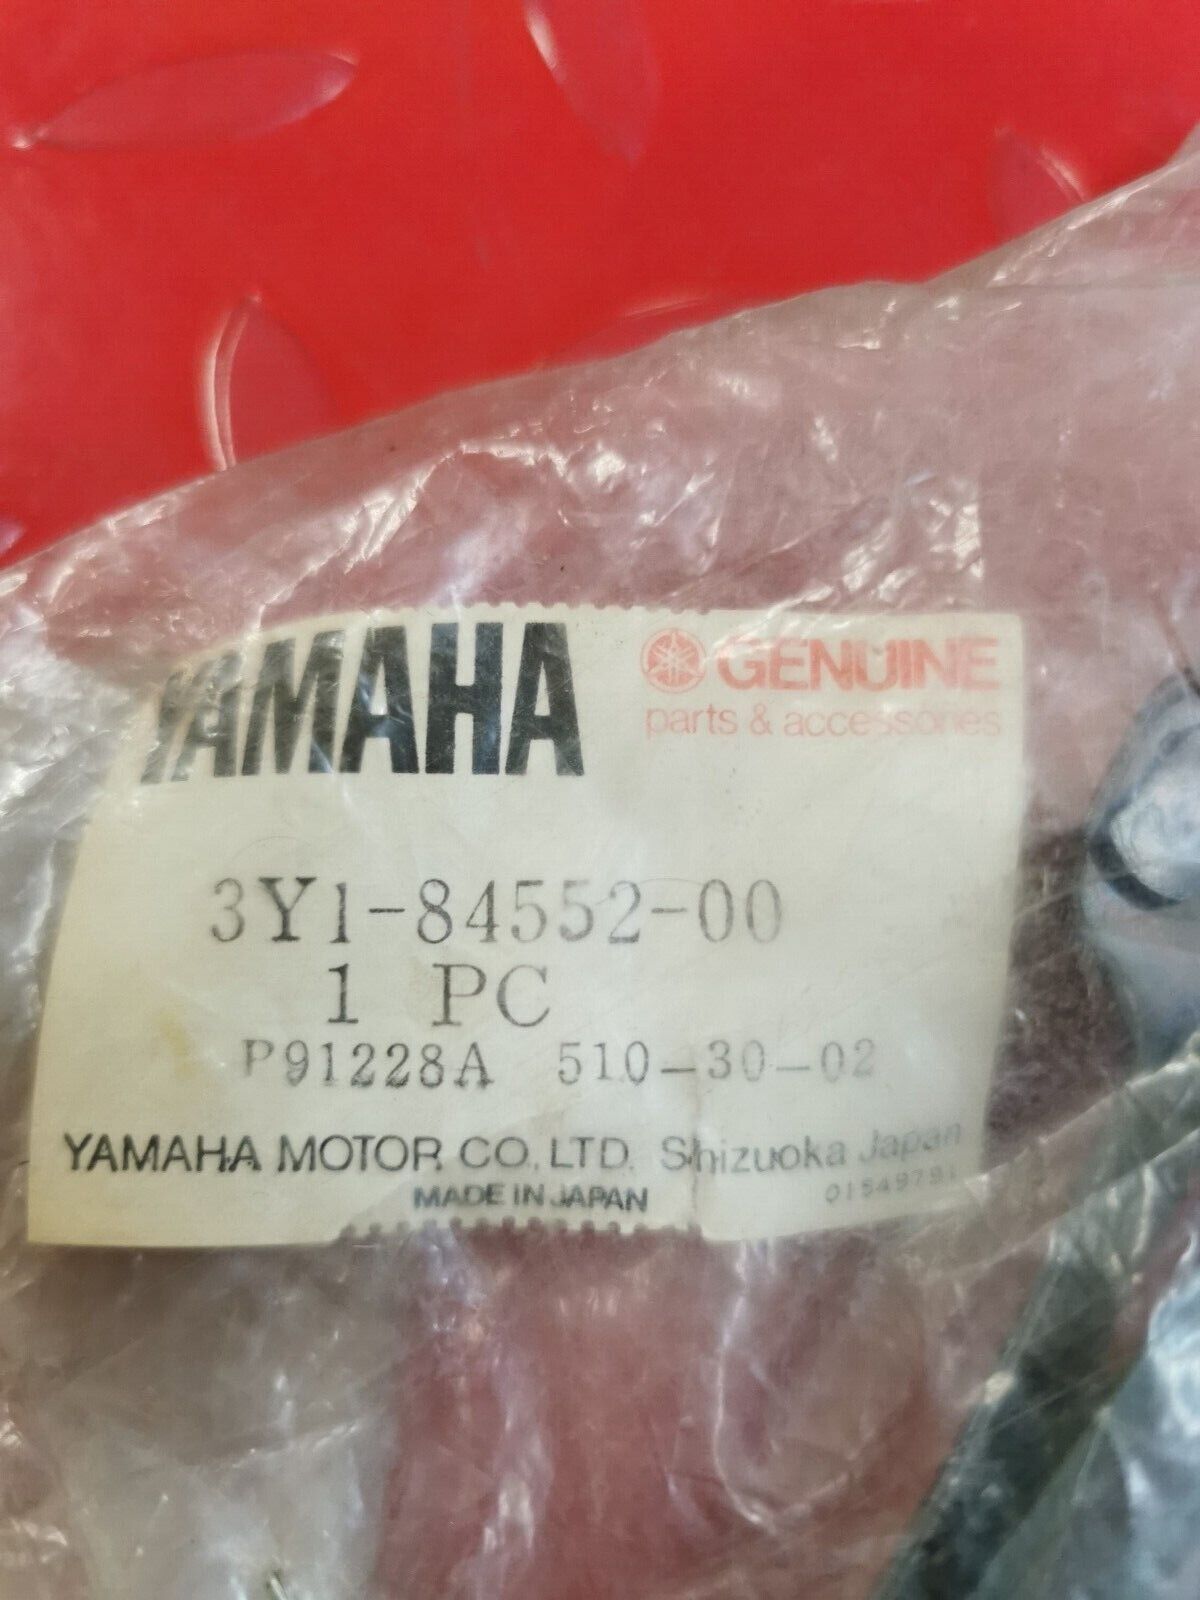 YAMAHA
GENUINE
parts & accessories
3Y1-84552-00
1 PC
P91228A 510-30-02
YAMAHA MOTOR CO., LTD. Shizuoka Japan
MADE IN JAPAN
01549791